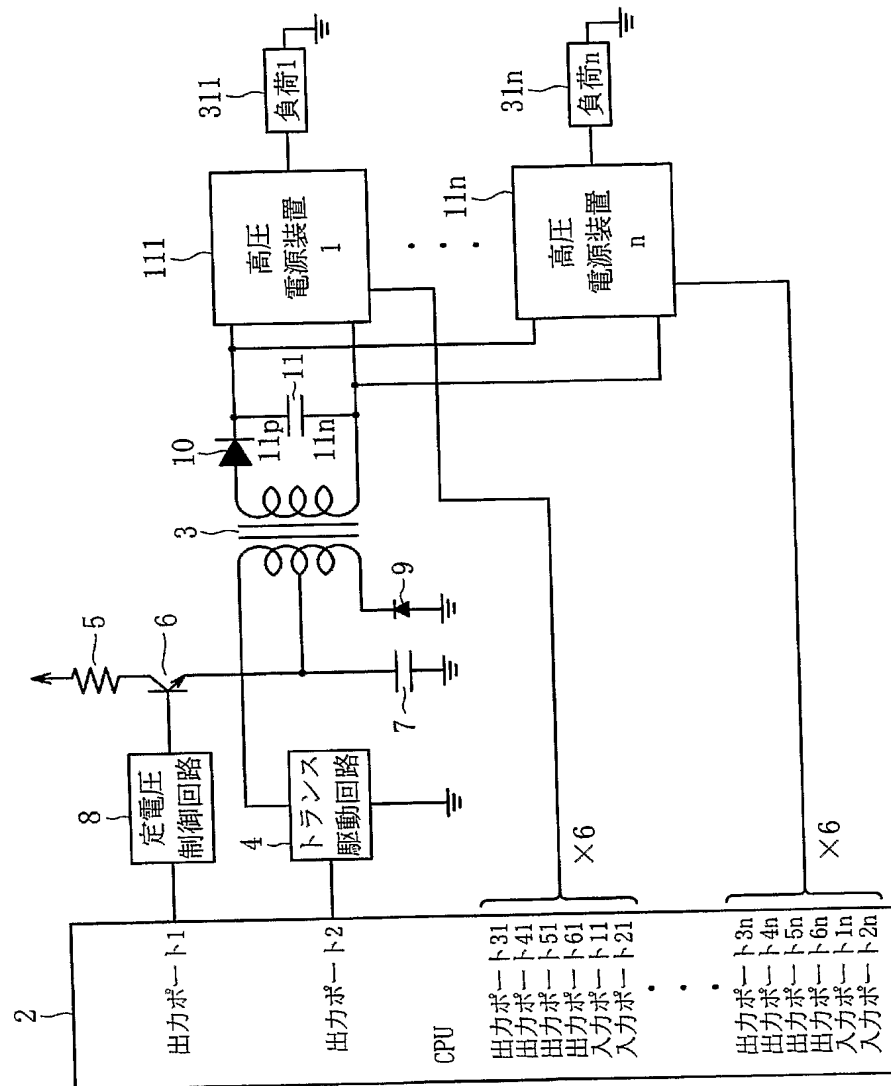 2
出力ポート1
出力ポート2
CPU
出力ポート31
出力ポート41
出力ポート51
出力ポート61
入力ポート11
入力ポート21
出力ポート3n
出力ポート4n
出力ポート5n
出力ポート6n
入力ポート1n
入力ポート2n
×6
×6
8
定電圧
制御回路
4
トランス
駆動回路
5
6
7
9
3
10
11p
11n
11
111
高圧
電源装置
1
11n
高圧
電源装置
n
311
負荷1
31n
負荷n